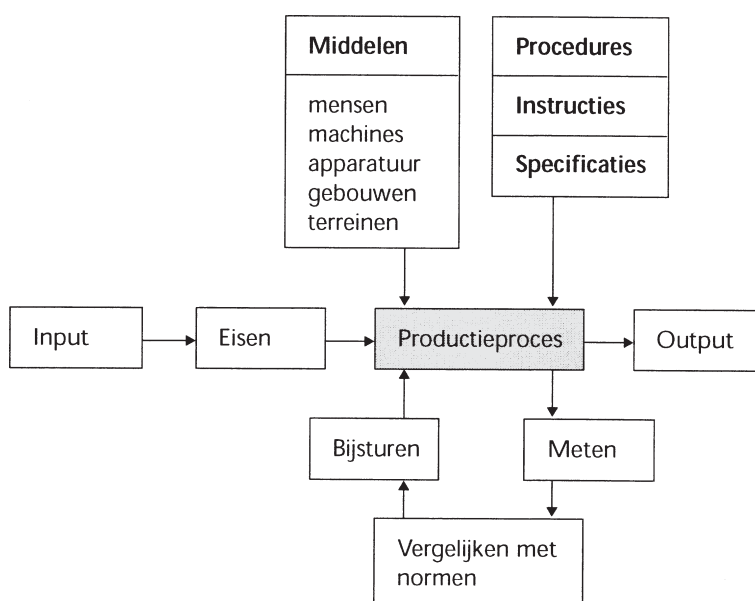 Middelen
mensen
machines
apparatuur
gebouwen
terreinen
Procedures
Instructies
Specificaties
Input
Eisen
Productieproces
Output
Bijsturen
Meten
Vergelijken met
normen